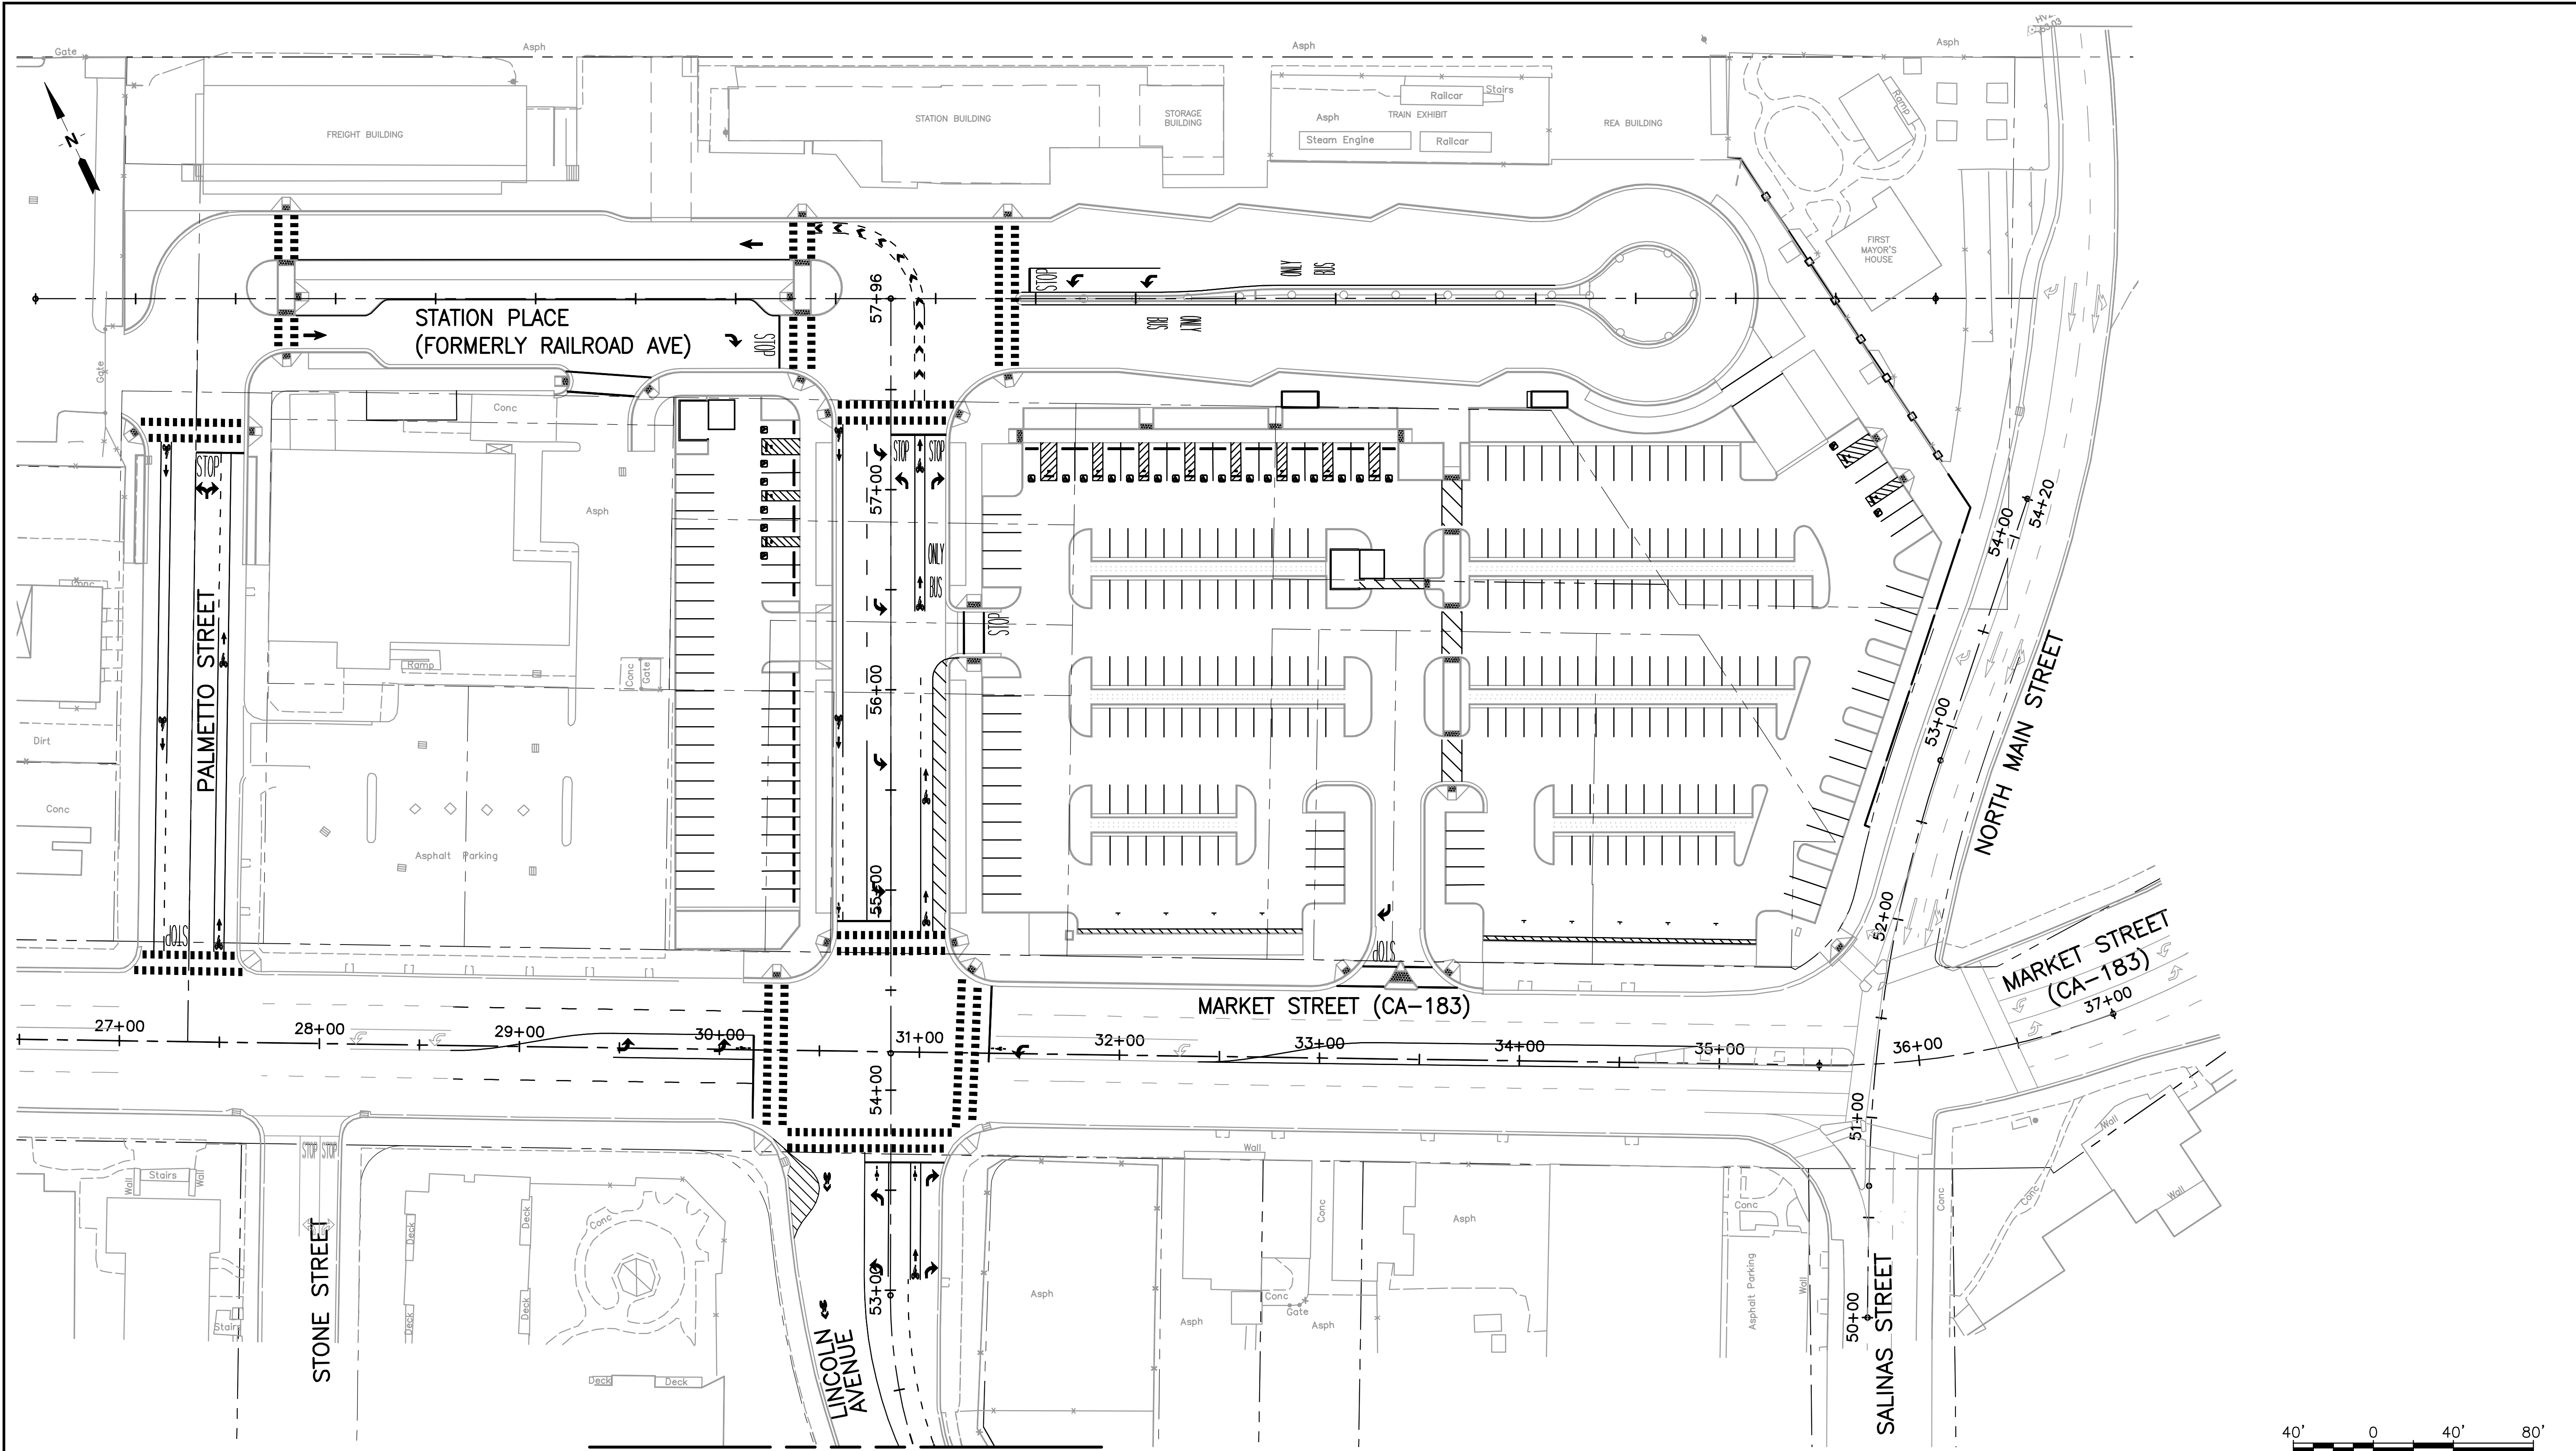 Gate
Asph
Asph
Asph
N
FREIGHT BUILDING
STATION BUILDING
STORAGE
BUILDING
Asph
TRAIN EXHIBIT
Railcar
Stairs
Steam Engine
Railcar
REA BUILDING
Ramp
FIRST
MAYOR'S
HOUSE
STATION PLACE
(FORMERLY RAILROAD AVE)
STOP
57+96
STOP
ONLY
BUS
ONLY
BUS
Gate
Conc
STOP
STOP
STOP
57+00
ONLY
BUS
STOP
Asph
PALMETTO STREET
Conc
Ramp
Conc
Gate
Dirt
Conc
56+00
Asphalt Parking
55+00
STOP
STOP
54+20
54+00
53+00
NORTH MAIN STREET
52+00
MARKET STREET
(CA-183)
37+00
MARKET STREET (CA-183)
27+00
28+00
29+00
30+00
31+00
32+00
33+00
34+00
35+00
36+00
54+00
51+00
STOP
STOP
Stairs
Wall
Wall
Stairs
STONE STREET
Deck
Deck
Deck
Deck
Conc
Deck
Deck
LINCOLN
AVENUE
53+00
Asph
Wall
Conc
Asph
Conc
Gate
Asph
Asph
Conc
Asphalt Parking
Wall
50+00
SALINAS STREET
Conc
Conc
Wall
Wall
40'
0
40'
80'